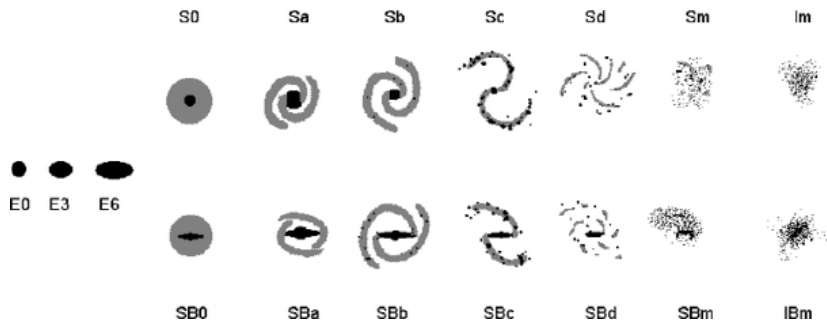 S0 Sa Sb Sc Sd Sm Im
E0 E3 E6
SB0 SBa SBb SBc SBd SBm IBm